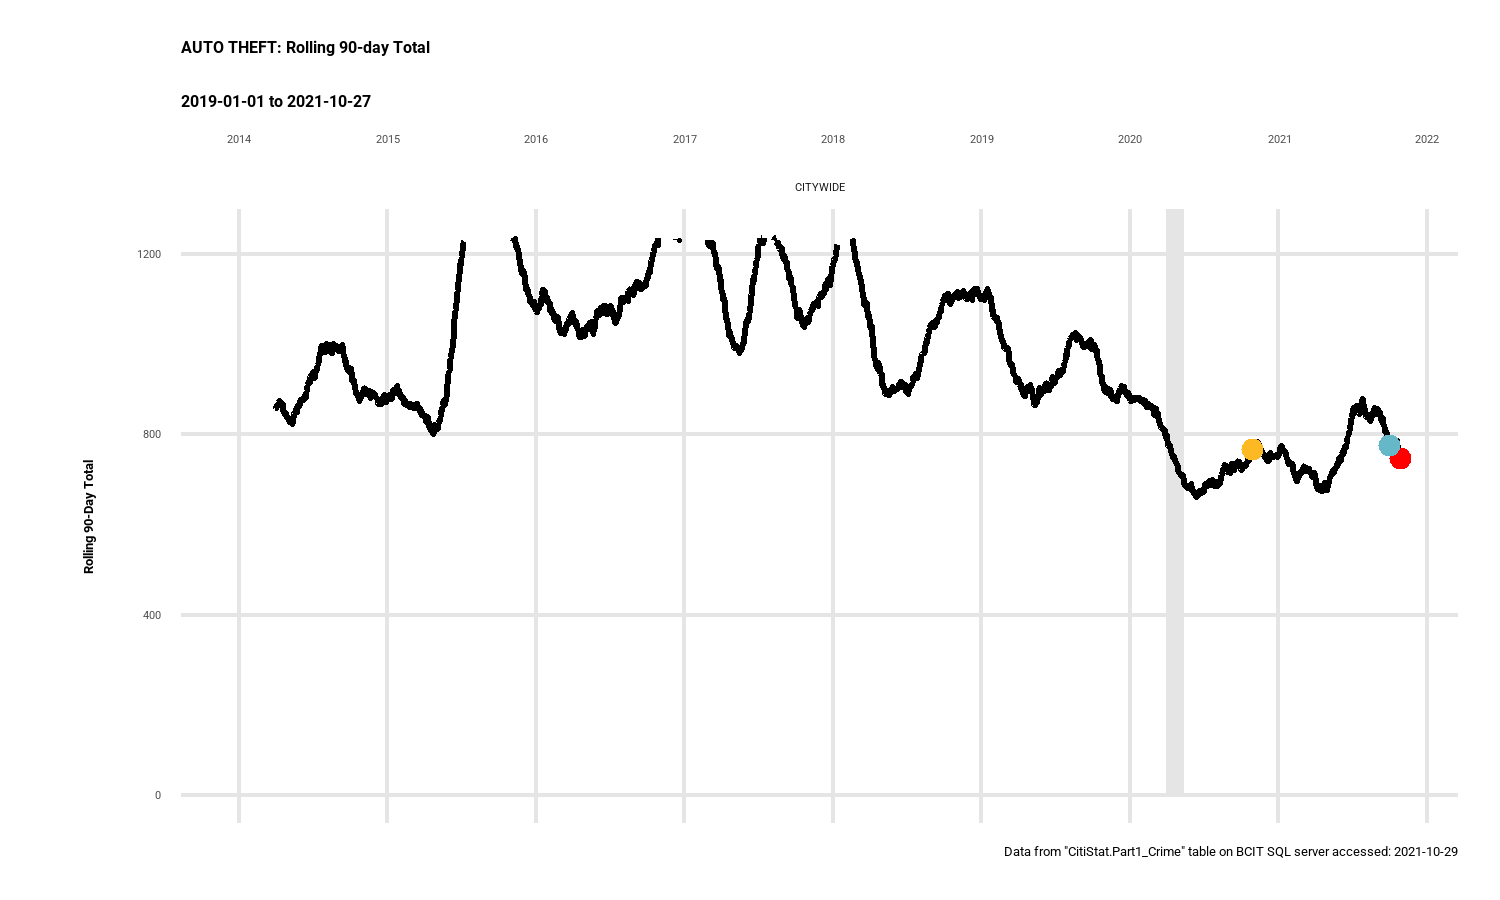 AUTO THEFT: Rolling 90-day Total
2019-01-01 to 2021-10-27
2014 2015 2016 2017 2018 2019 2020 2021 2022
CITYWIDE
1200
800
400
0
Rolling 90-Day Total
Data from "CitiStat.Part1_Crime" table on BCIT SQL server accessed: 2021-10-29